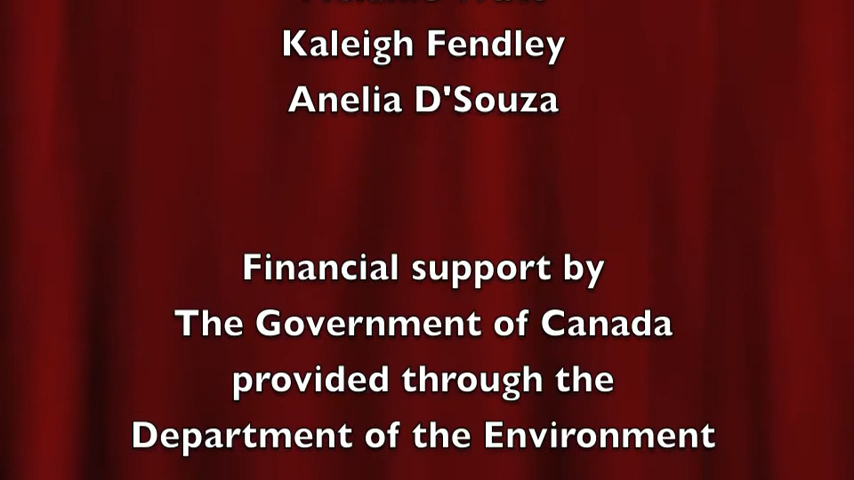 Kaleigh Fendley
Anelia D'Souza
Financial support by
The Government of Canada
provided through the
Department of the Environment